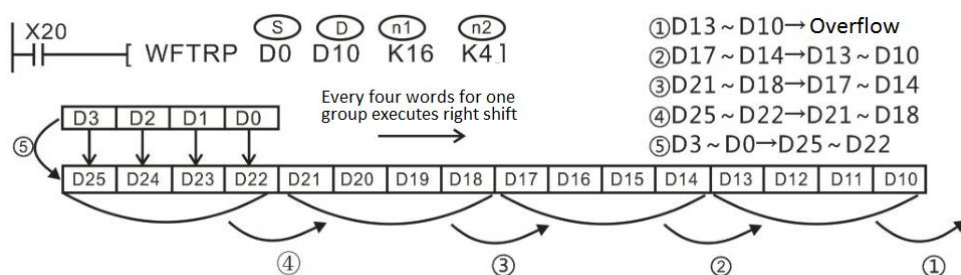 X20
S D n1 n2
[ WFTRP D0 D10 K16 K4 ]
①D13~D10→Overflow
②D17~D14→D13~D10
③D21~D18→D17~D14
④D25~D22→D21~D18
⑤D3~D0→D25~D22
Every four words for one
group executes right shift
D3 D2 D1 D0
⑤
D25 D24 D23 D22 D21 D20 D19 D18 D17 D16 D15 D14 D13 D12 D11 D10
④ ③ ② ①